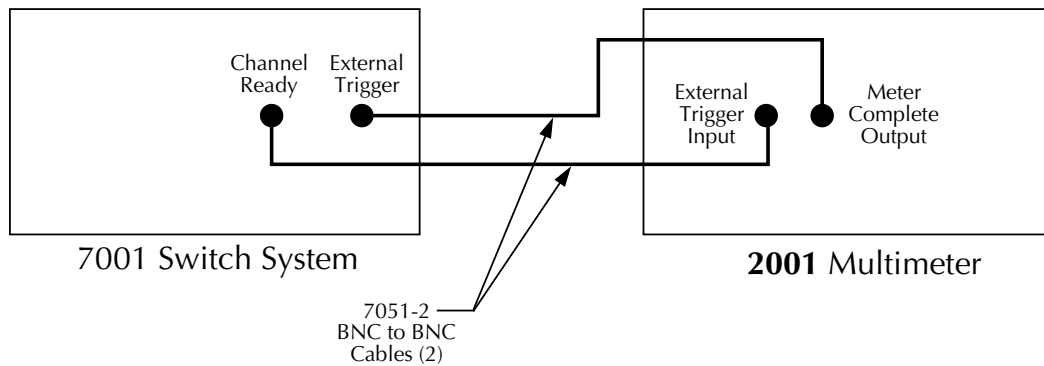 Channel
Ready
External
Trigger
External
Trigger
Input
Meter
Complete
Output
7001 Switch System
2001 Multimeter
7051-2
BNC to BNC
Cables (2)